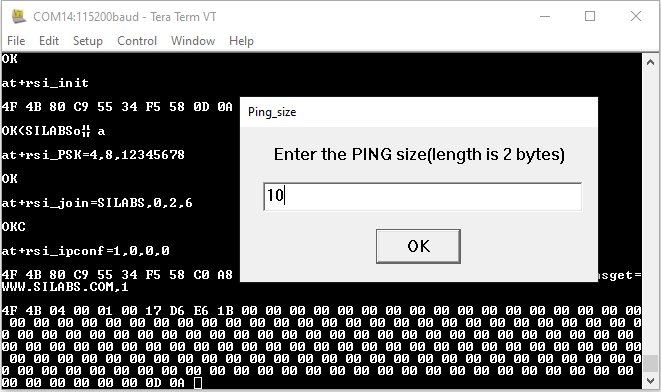 COM14:115200baud - Tera Term VT
File Edit Setup Control Window Help
OK
at+rsi_init
4F 4B 80 C9 55 34 F5 58 0D 0A
OK<SILABSo╬ a
at+rsi_PSK=4,8,12345678
OK
at+rsi_join=SILABS,0,2,6
OKC
at+rsi_ipconf=1,0,0,0
4F 4B 80 C9 55 34 F5 58 C0 A8 nsget=
WWW.SILABS.COM,1
4F 4B 04 00 01 00 17 D6 E6 1B 00 00 00 00 00 00 00 00 00 00 00 00 00 00 00 00 00
 00 00 00 00 00 00 00 00 00 00 00 00 00 00 00 00 00 00 00 00 00 00 00 00 00 00 0
0 00 00 00 00 00 00 00 00 00 00 00 00 00 00 00 00 00 00 00 00 00 00 00 00 00 00
00 00 00 00 00 00 00 00 00 00 00 00 00 00 00 00 00 00 00 00 00 00 00 00 00 00 00
 00 00 00 00 00 00 00 00 00 00 00 00 00 00 00 00 00 00 00 00 00 00 00 00 00 00 0
0 00 00 00 00 00 00 00 00 00 00 00 00 00 00 00 00 00 00 00 00 00 00 00 00 00 00
00 00 00 00 00 00 0D 0A
Ping_size
Enter the PING size(length is 2 bytes)
10
OK